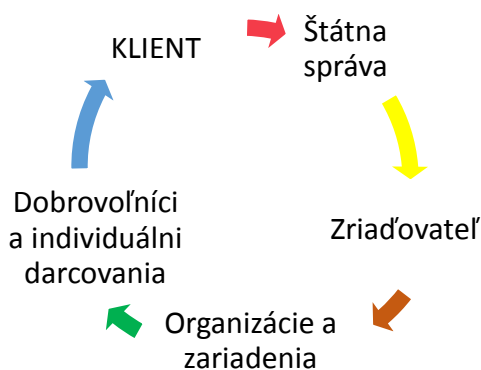 KLIENT
Štátna
správa
Zriaďovateľ
Organizácie a
zariadenia
Dobrovoľníci
a individuálni
darcovania